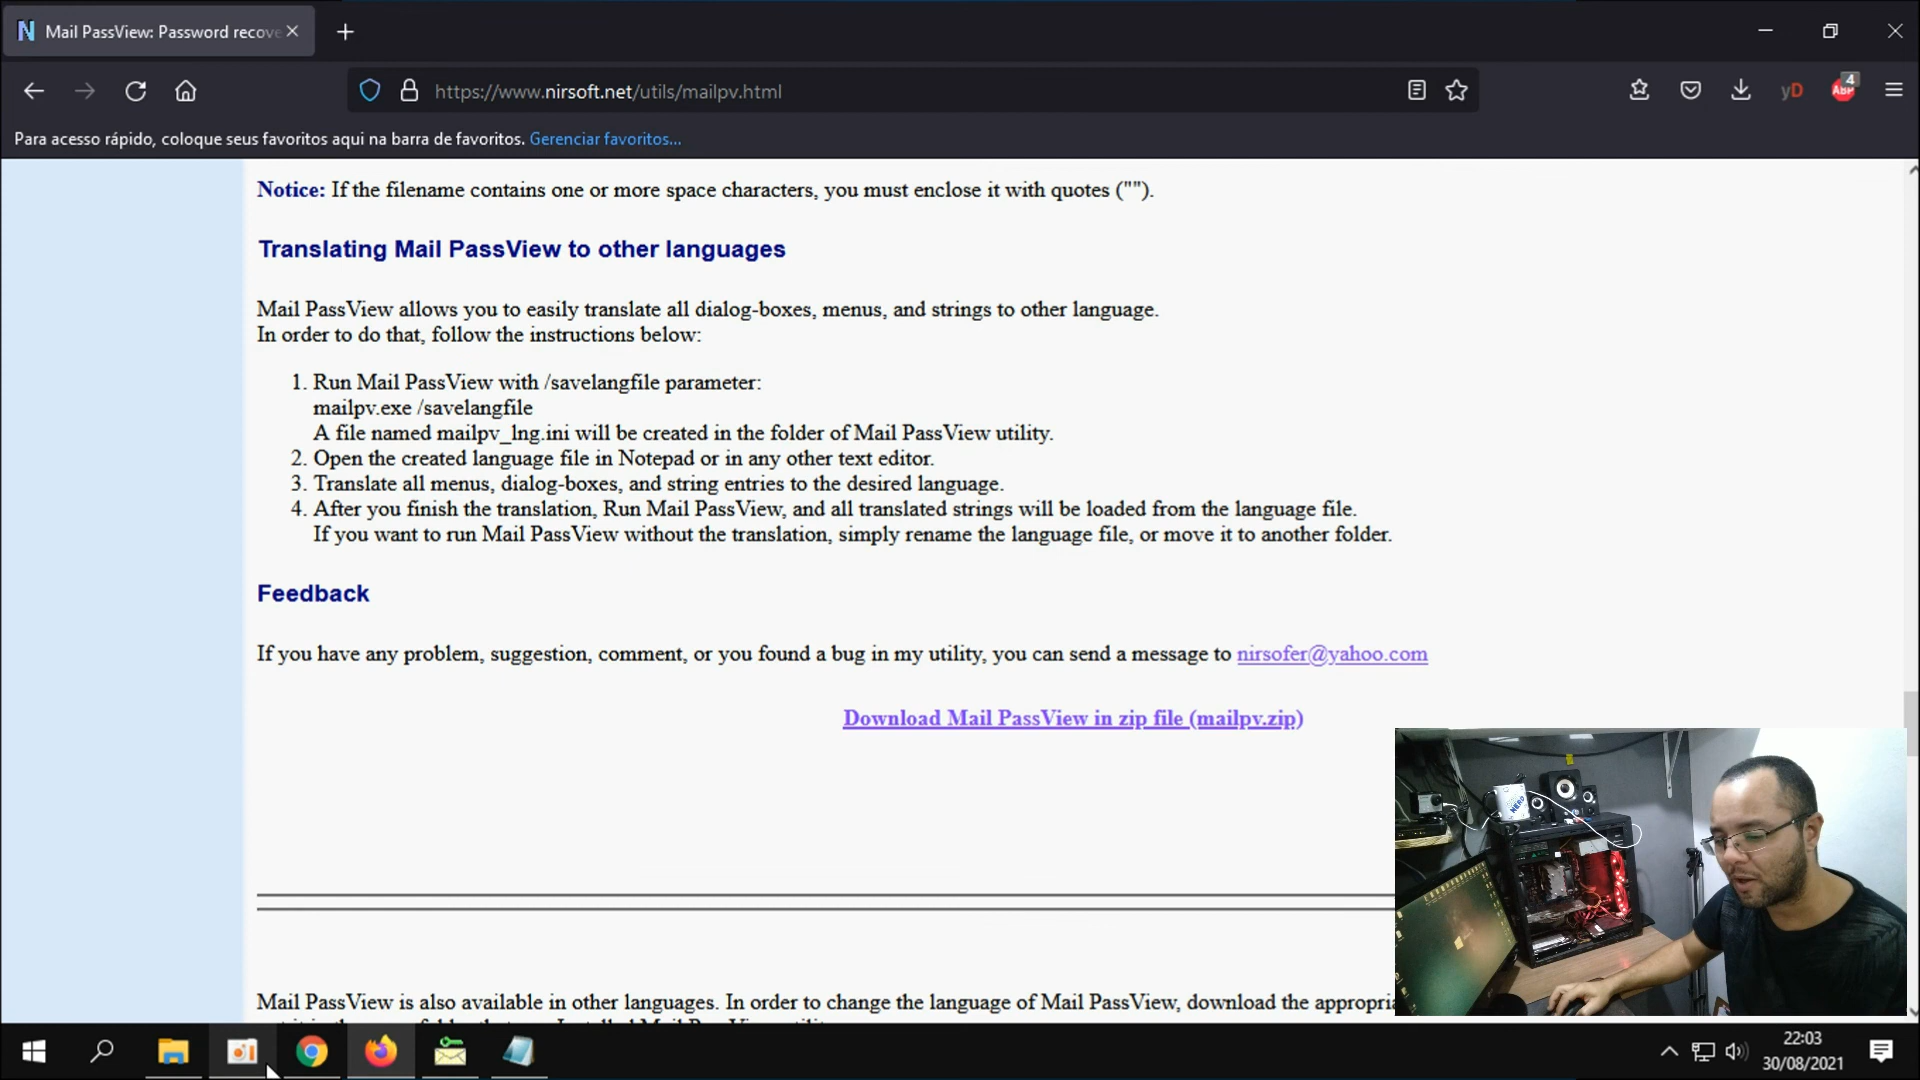 Mail PassView: Password recove
https://www.nirsoft.net/utils/mailpv.html
yD
ABP
4
Para acesso rápido, coloque seus favoritos aqui na barra de favoritos. Gerenciar favoritos...
Notice: If the filename contains one or more space characters, you must enclose it with quotes ("").
Translating Mail PassView to other languages
Mail PassView allows you to easily translate all dialog-boxes, menus, and strings to other language.
In order to do that, follow the instructions below:
1. Run Mail PassView with /savelangfile parameter:
mailpv.exe /savelangfile
A file named mailpv_lng.ini will be created in the folder of Mail PassView utility.
2. Open the created language file in Notepad or in any other text editor.
3. Translate all menus, dialog-boxes, and string entries to the desired language.
4. After you finish the translation, Run Mail PassView, and all translated strings will be loaded from the language file.
If you want to run Mail PassView without the translation, simply rename the language file, or move it to another folder.
Feedback
If you have any problem, suggestion, comment, or you found a bug in my utility, you can send a message to nirsofer@yahoo.com
Download Mail PassView in zip file (mailpv.zip)
NERD
Mail PassView is also available in other languages. In order to change the language of Mail PassView, download the appropria
22:03
30/08/2021